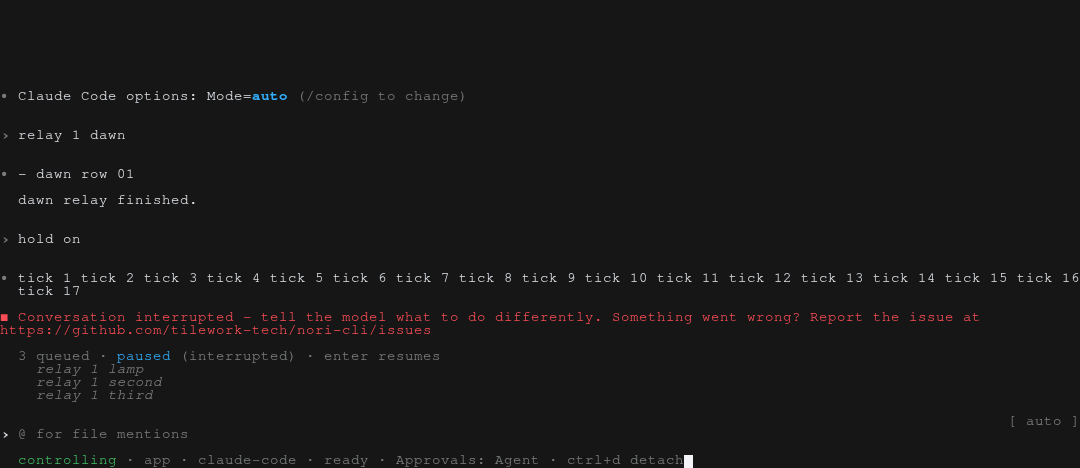 • Claude Code options: Mode=auto (/config to change)
› relay 1 dawn
• - dawn row 01
dawn relay finished.
› hold on
• tick 1 tick 2 tick 3 tick 4 tick 5 tick 6 tick 7 tick 8 tick 9 tick 10 tick 11 tick 12 tick 13 tick 14 tick 15 tick 16
tick 17
■ Conversation interrupted - tell the model what to do differently. Something went wrong? Report the issue at
https://github.com/tilework-tech/nori-cli/issues
3 queued · paused (interrupted) · enter resumes
relay 1 lamp
relay 1 second
relay 1 third
[ auto ]
› @ for file mentions
controlling · app · claude-code · ready · Approvals: Agent · ctrl+d detach